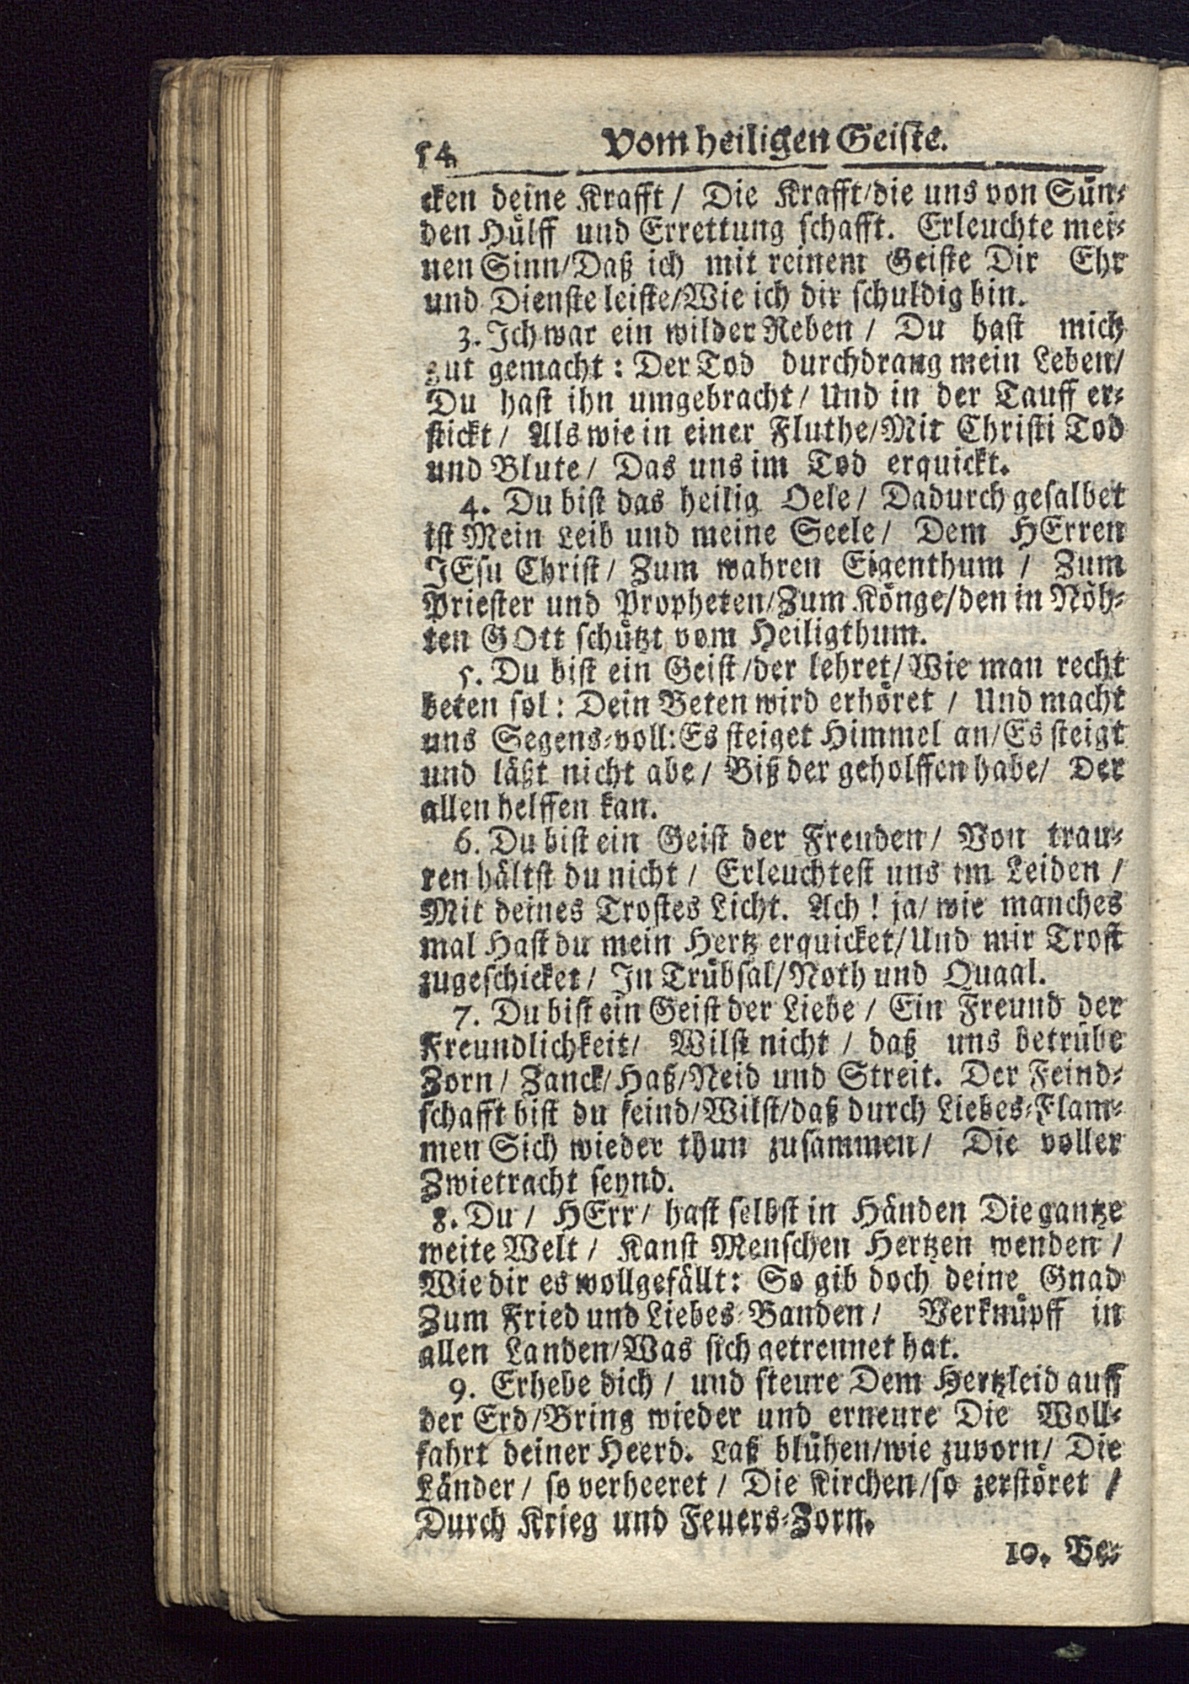 54 Vom heiligen Geiste.
cken deine Krafft / Die Krafft/die uns von Sün-
den Hülff und Errettung schafft. Erleuchte mei-
nen Sinn/Daß ich mit reinem Geiste Dir Ehr
und Dienste leiste/Wie ich dir schuldig bin.
3. Ich war ein wilder Reben / Du hast mich
gut gemacht: Der Tod durchdrang mein Leben/
Du hast ihn umgebracht/ Und in der Tauff er-
stickt / Als wie in einer Fluthe/Mit Christi Tod
und Blute/ Das uns im Tod erquickt.
4. Du bist das heilig Oele/ Dadurch gesalbet
ist Mein Leib und meine Seele/ Dem HErren
JEsu Christ/ Zum wahren Eigenthum / Zum
Priester und Propheten/Zum Könge/den in Nöh-
ten GOtt schützt vom Heiligthum.
5. Du bist ein Geist/der lehret/Wie man recht
beten sol: Dein Beten wird erhöret / Und macht
uns Segens-voll:Es steiget Himmel an/Es steigt
und läßt nicht abe/ Biß der geholffen habe/ Der
allen helffen kan.
6. Du bist ein Geist der Freuden/ Von trau-
ren hältst du nicht / Erleuchtest uns im Leiden /
Mit deines Trostes Licht. Ach! ja/ wie manches
mal Hast du mein Hertz erquicket/Und mir Trost
zugeschicket/ In Trübsal/Noth und Quaal.
7. Du bist ein Geist der Liebe / Ein Freund der
Freundlichkeit/ Wilst nicht / daß uns betrübe
Zorn/ Zanck/Haß/Neid und Streit. Der Feind-
schafft bist du feind/Wilst/daß durch Liebes-Flam-
men Sich wieder thun zusammen/ Die voller
Zwietracht seynd.
8. Du / HErr/ hast selbst in Händen Die gantze
weite Welt / Kanst Menschen Hertzen wenden /
Wie dir es wollgefällt: So gib doch deine Gnad
Zum Fried und Liebes-Banden/ Verknüpff in
allen Landen/Was sich getrennet hat.
9. Erhebe dich / und steure Dem Hertzleid auff
der Erd/Bring wieder und erneure Die Woll-
fahrt deiner Heerd. Laß blühen/wie zuvorn/ Die
Länder/ so verheeret / Die Kirchen/so zerstöret /
Durch Krieg und Feuers-Zorn.
10. Be-